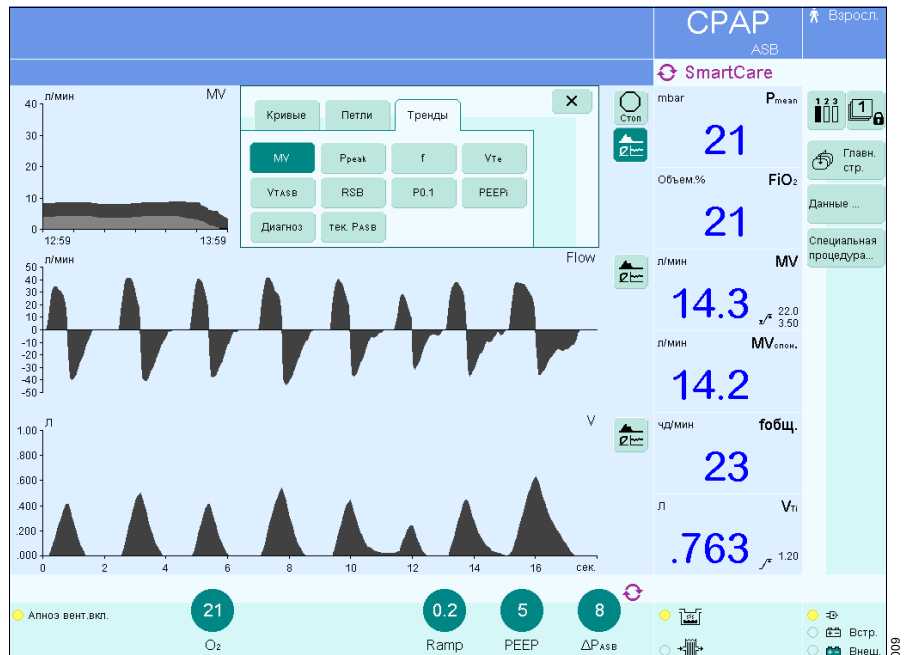 CPAP
ASB
Взросл.
SmartCare
л/мин
MV
40
30
20
10
0
12:59
13:59
Кривые
Петли
Тренды
MV
Ppeak
f
VTe
VTASB
RSB
P0.1
PEEPi
Диагноз
тек. PASB
Стоп
mbar
Pmean
21
Объем.%
FiO2
21
л/мин
MV
14.3
22.0
3.50
л/мин
MVспон.
14.2
чд/мин
fобщ.
23
л
VTi
.763
1.20
1 2 3
1
Главн.
стр.
Данные ...
Специальная
процедура...
л/мин
Flow
50
40
30
20
10
0
-10
-20
-30
-40
-50
Л
V
1.00
.800
.600
.400
.200
.000
0 2 4 6 8 10 12 14 16 сек.
Апноэ вент.вкл.
21
O2
0.2
Ramp
5
PEEP
8
ΔPASB
Встр.
Внеш.